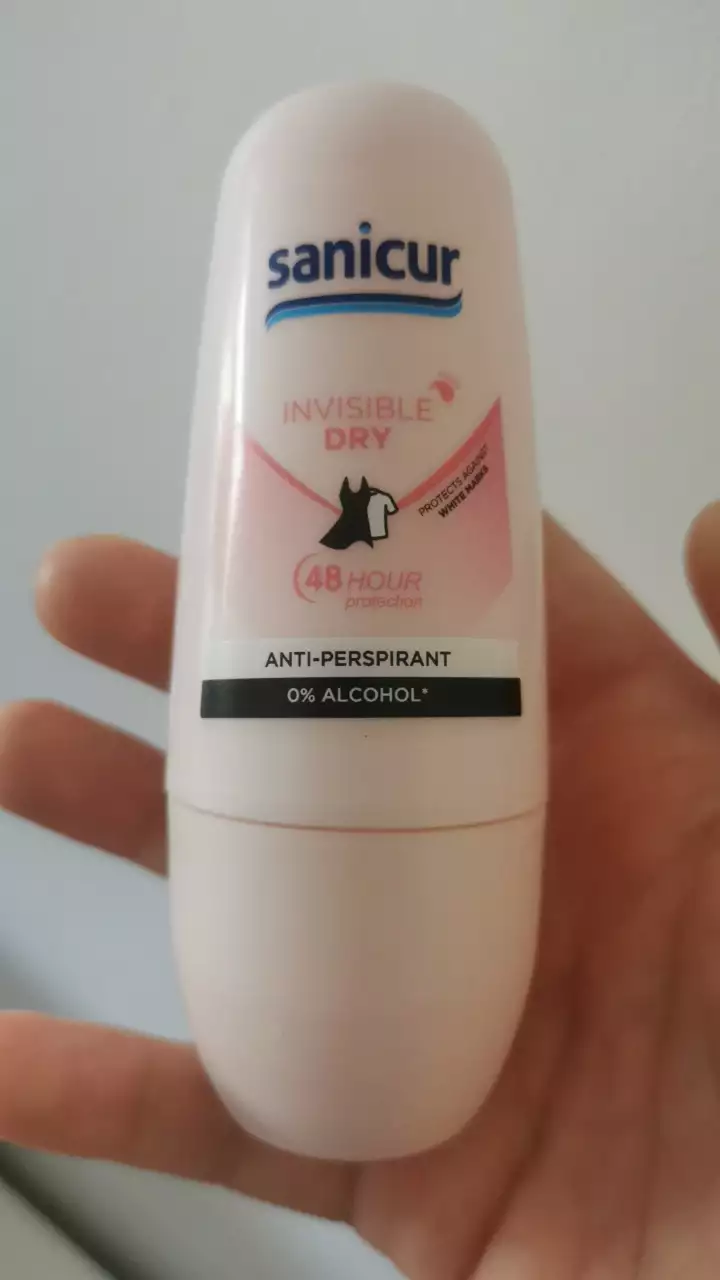 sanicur
INVISIBLE
DRY
PROTECTS AGAINST
WHITE MARKS
48 HOUR
protection
ANTI-PERSPIRANT
0% ALCOHOL*